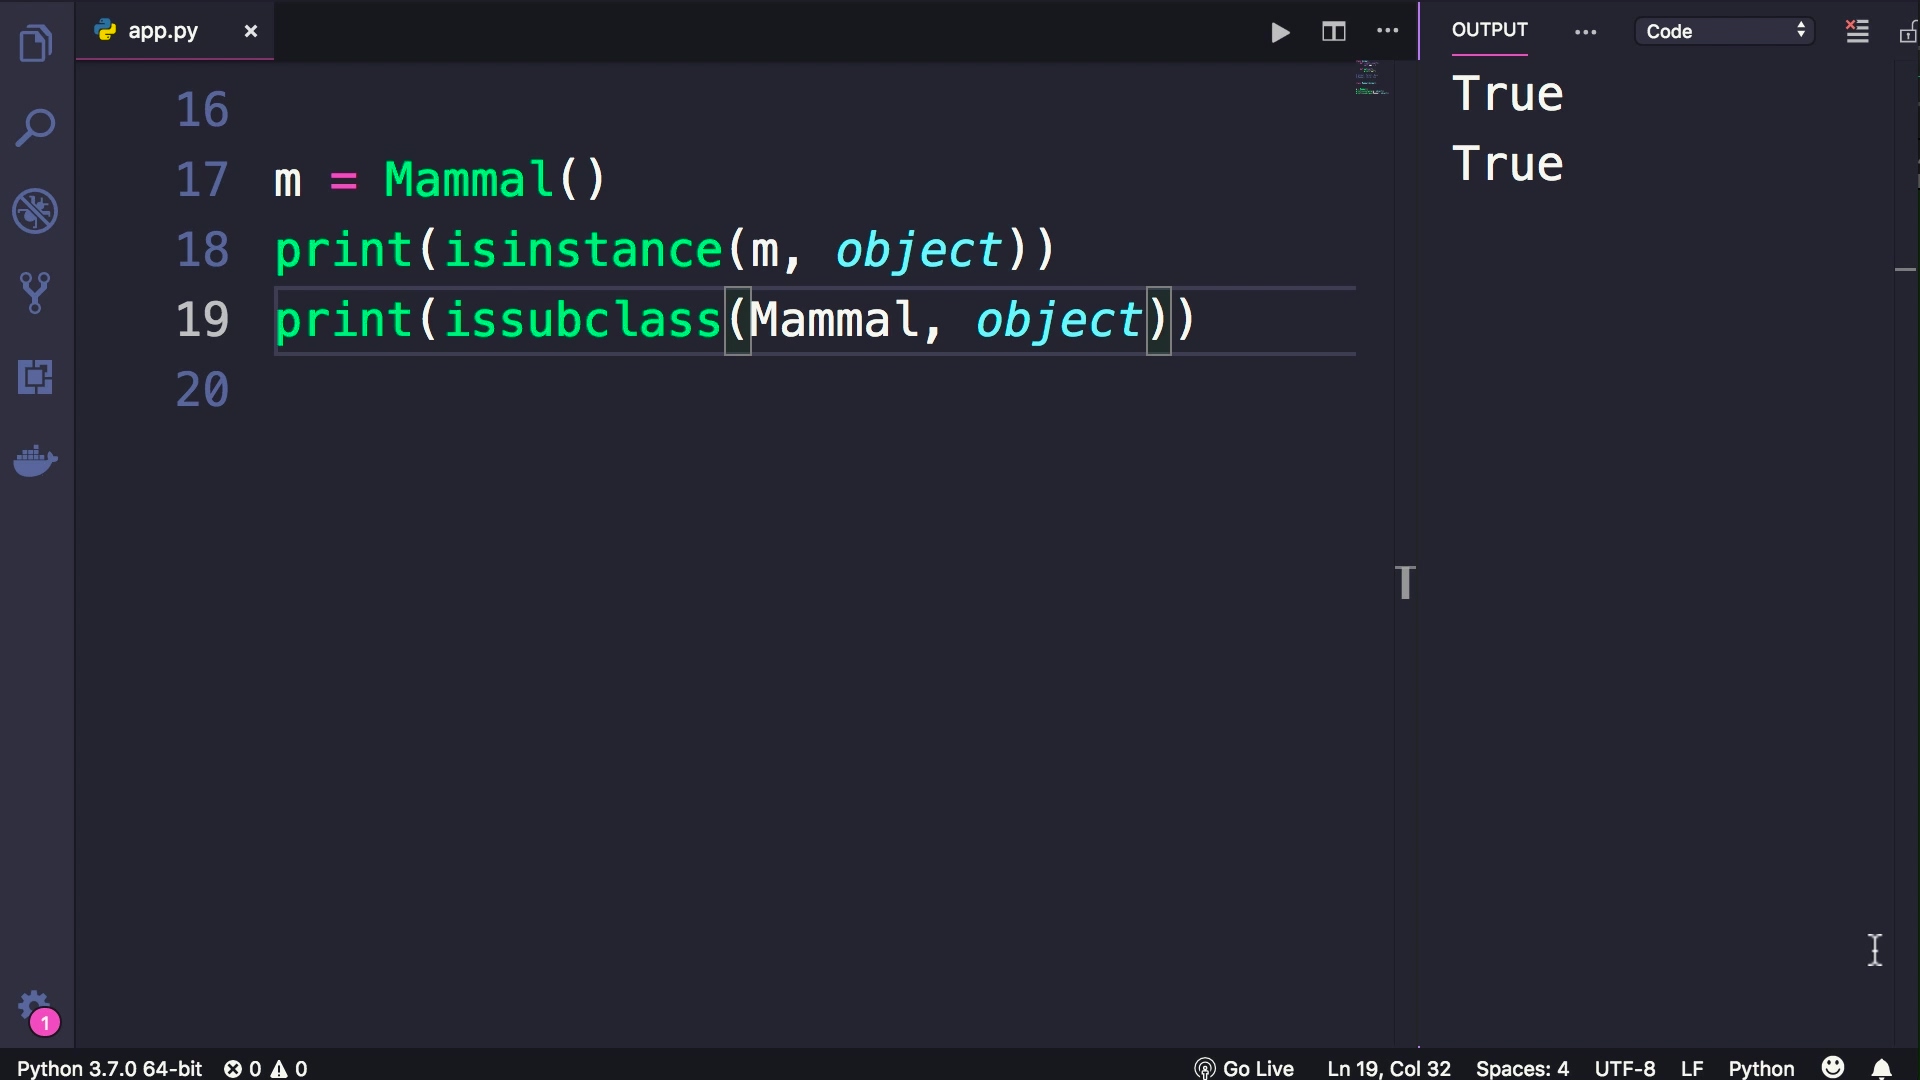 app.py
OUTPUT
Code
16
17 m = Mammal()
18 print(isinstance(m, object))
19 print(issubclass(Mammal, object))
20
True
True
1
Python 3.7.0 64-bit 0 0 Go Live Ln 19, Col 32 Spaces: 4 UTF-8 LF Python